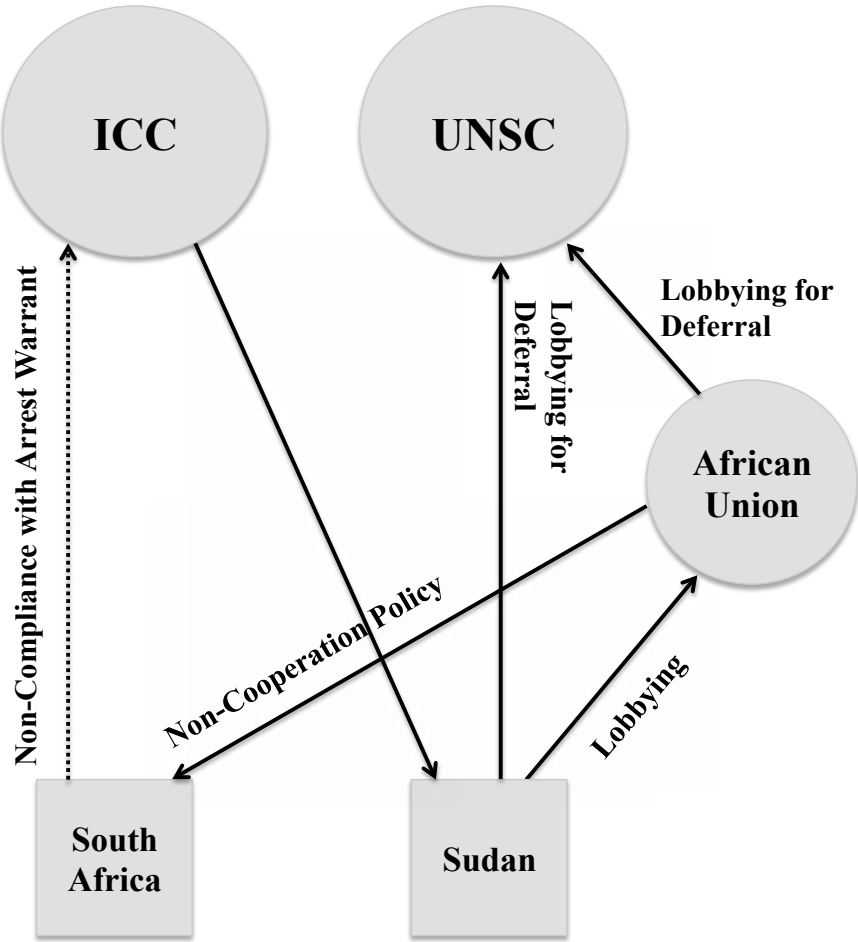 ICC
UNSC
Non-Compliance with Arrest Warrant
Lobbying for
Deferral
Lobbying for
Deferral
African
Union
Non-Cooperation Policy
Lobbying
South
Africa
Sudan